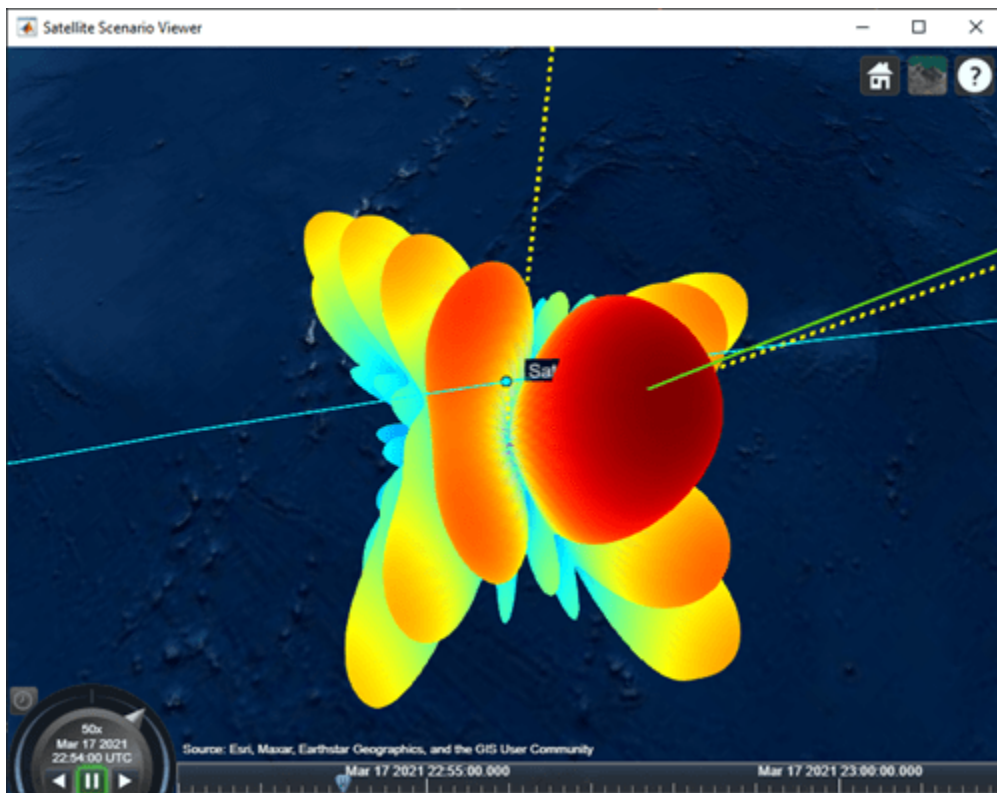 Satellite Scenario Viewer
?
Sat
50x
Mar 17 2021
22:54:00 UTC
Source: Esri, Maxar, Earthstar Geographics, and the GIS User Community
Mar 17 2021 22:55:00.000
Mar 17 2021 23:00:00.000